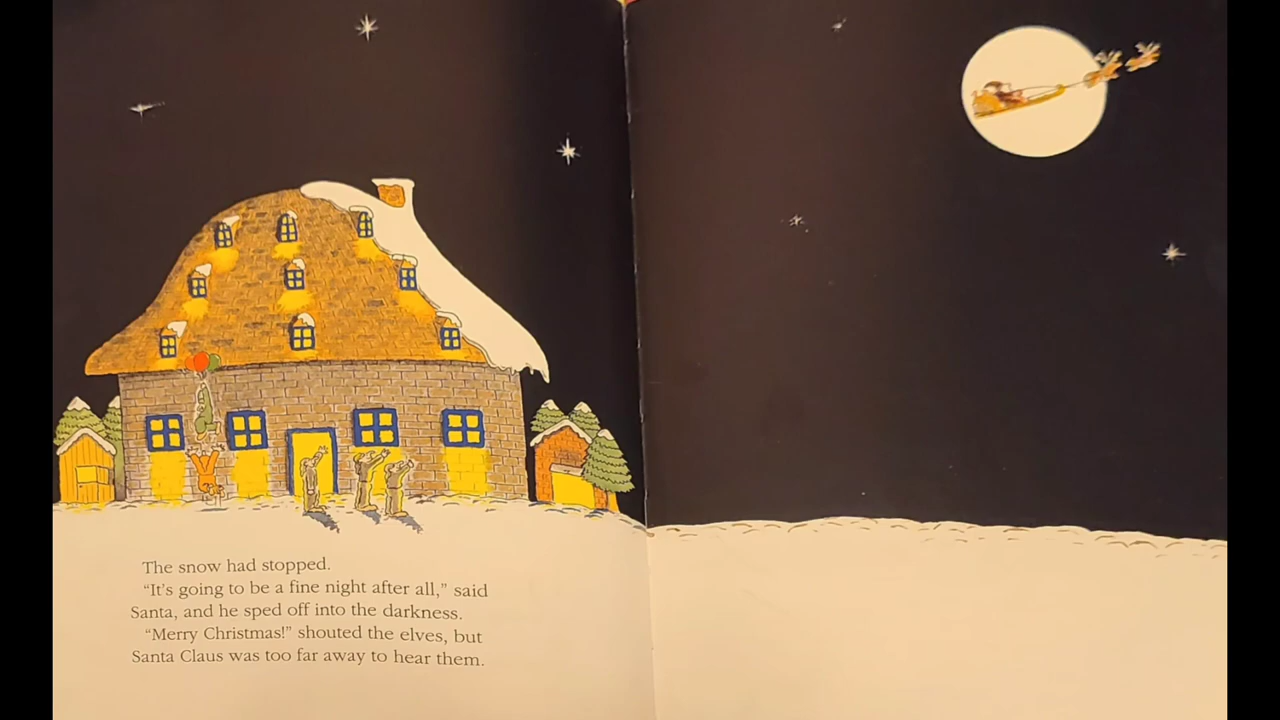 The snow had stopped.
“It’s going to be a fine night after all,” said
Santa, and he sped off into the darkness.
“Merry Christmas!” shouted the elves, but
Santa Claus was too far away to hear them.